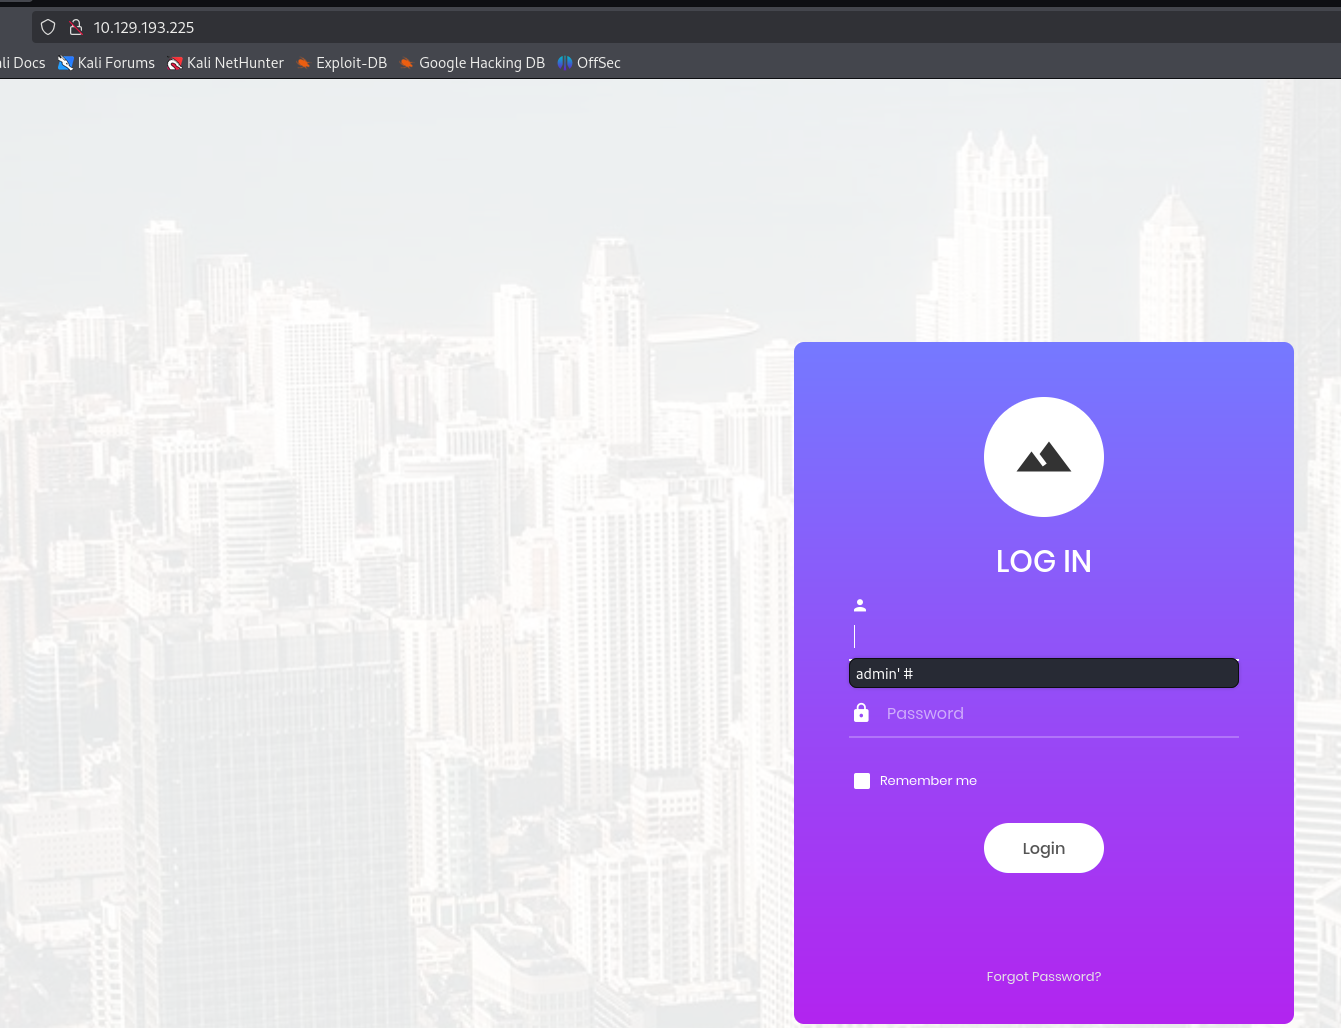 10.129.193.225
li Docs Kali Forums Kali NetHunter Exploit-DB Google Hacking DB OffSec
LOG IN
admin' #
Password
Remember me
Login
Forgot Password?